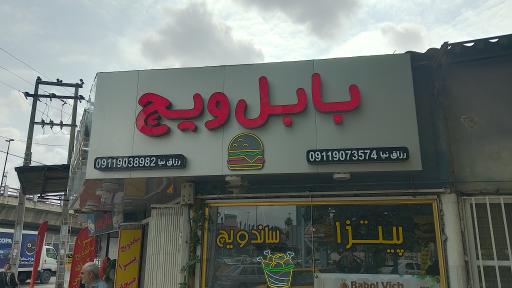 بابل ویچ
09119038982 رزاق نیا
09119073574 رزاق نیا
ساندویچ
پیتزا
Babol Vich